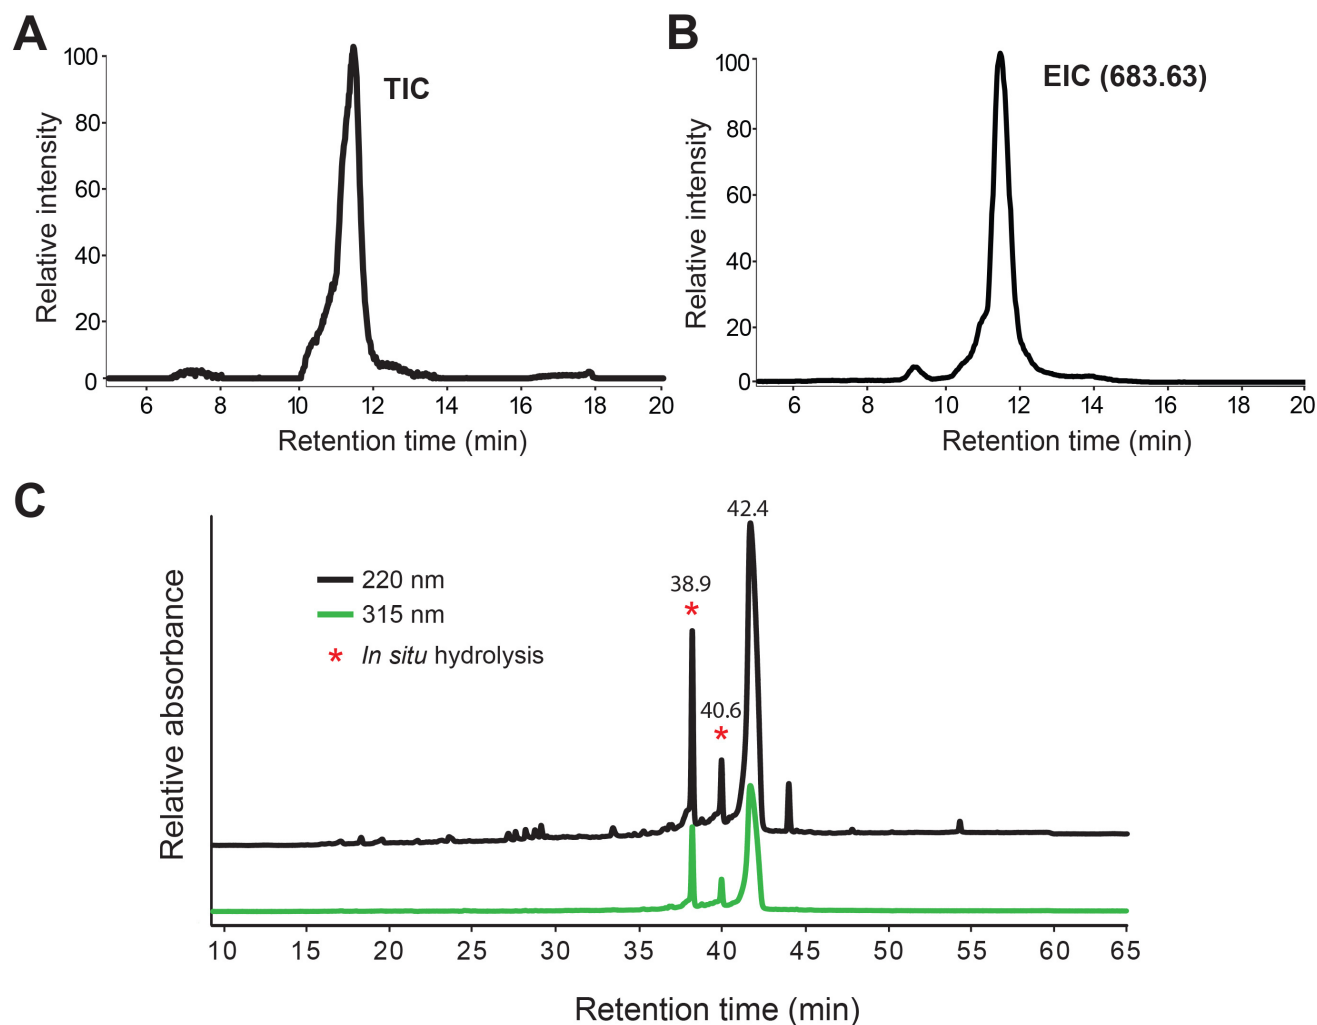 A
100
80
60
40
20
0
Relative intensity
TIC
6 8 10 12 14 16 18 20
Retention time (min)
B
100
80
60
40
20
0
Relative intensity
EIC (683.63)
6 8 10 12 14 16 18 20
Retention time (min)
C
Relative absorbance
220 nm
315 nm
* In situ hydrolysis
38.9
*
40.6
*
42.4
10 15 20 25 30 35 40 45 50 55 60 65
Retention time (min)